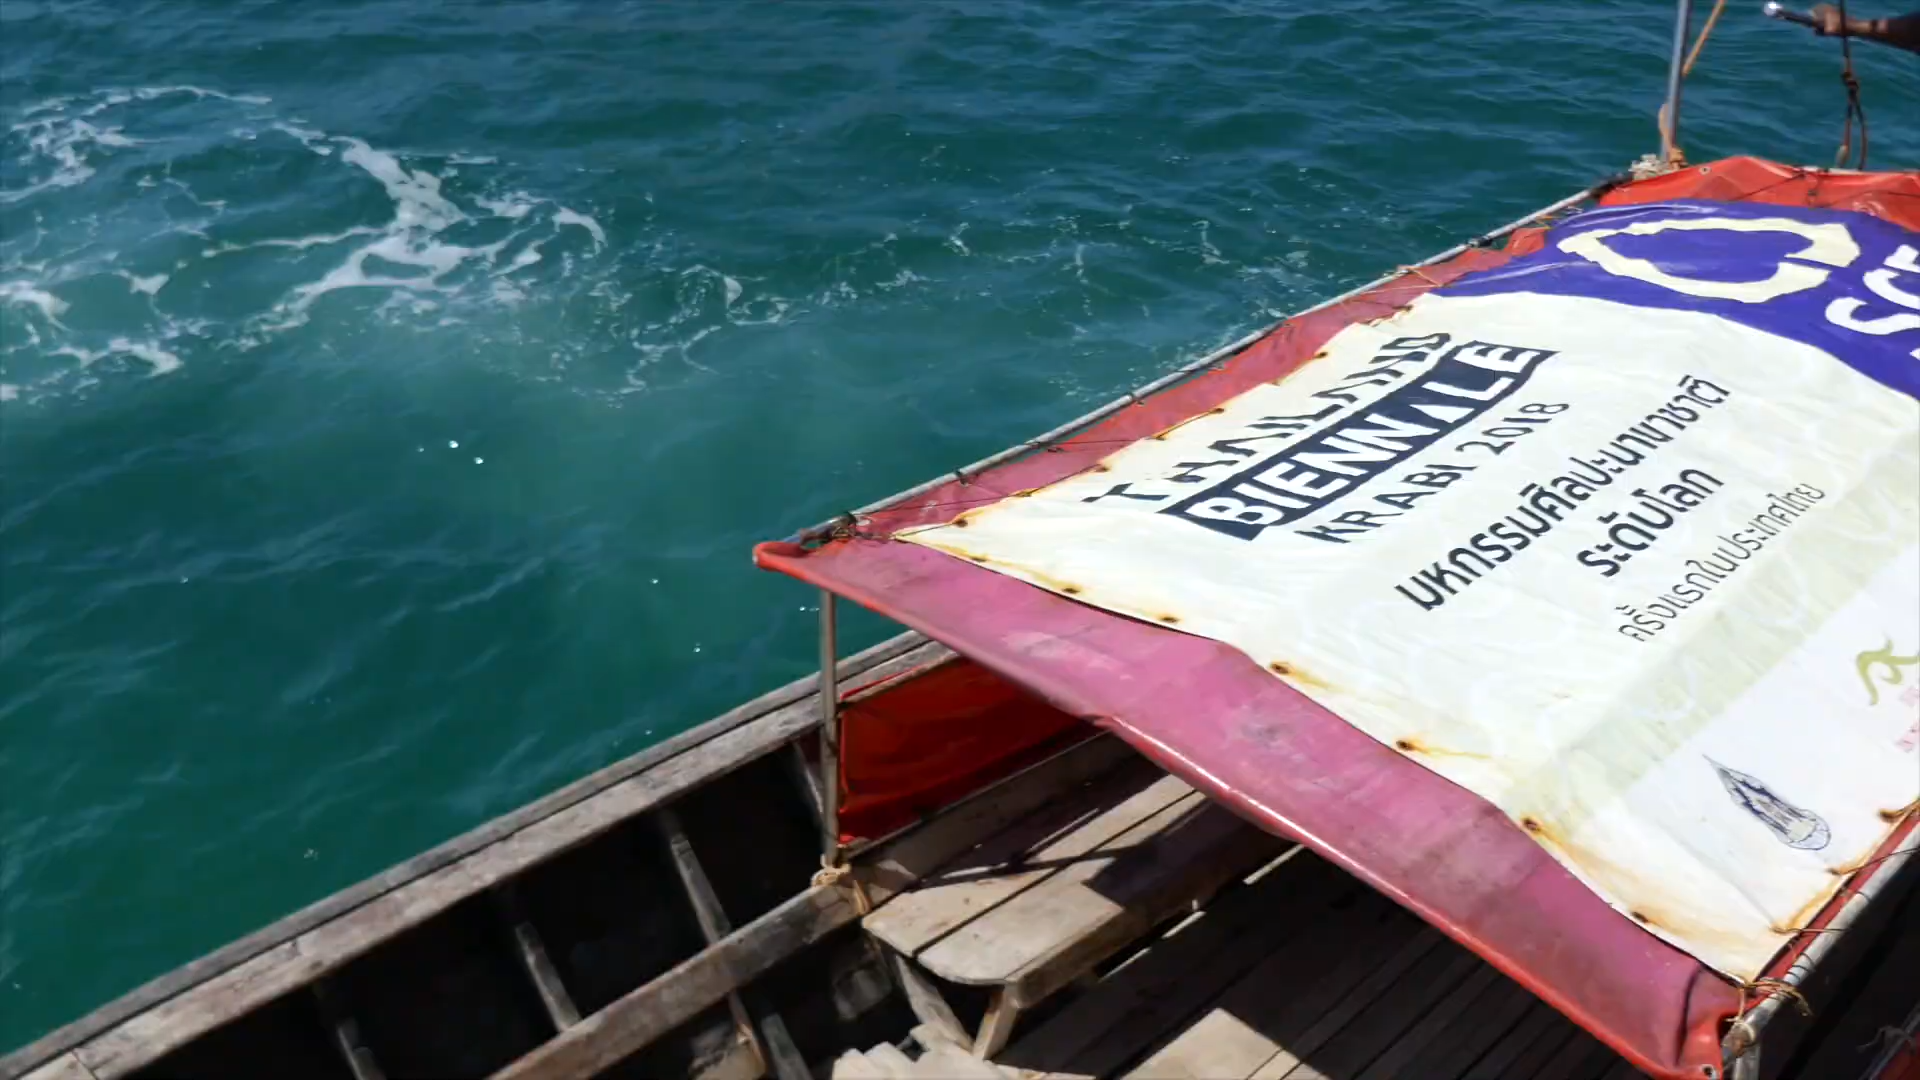 THAILAND
BIENNALE
KRABI 2018
มหกรรมศิลปะนานาชาติ
ระดับโลก
ครั้งแรกในประเทศไทย